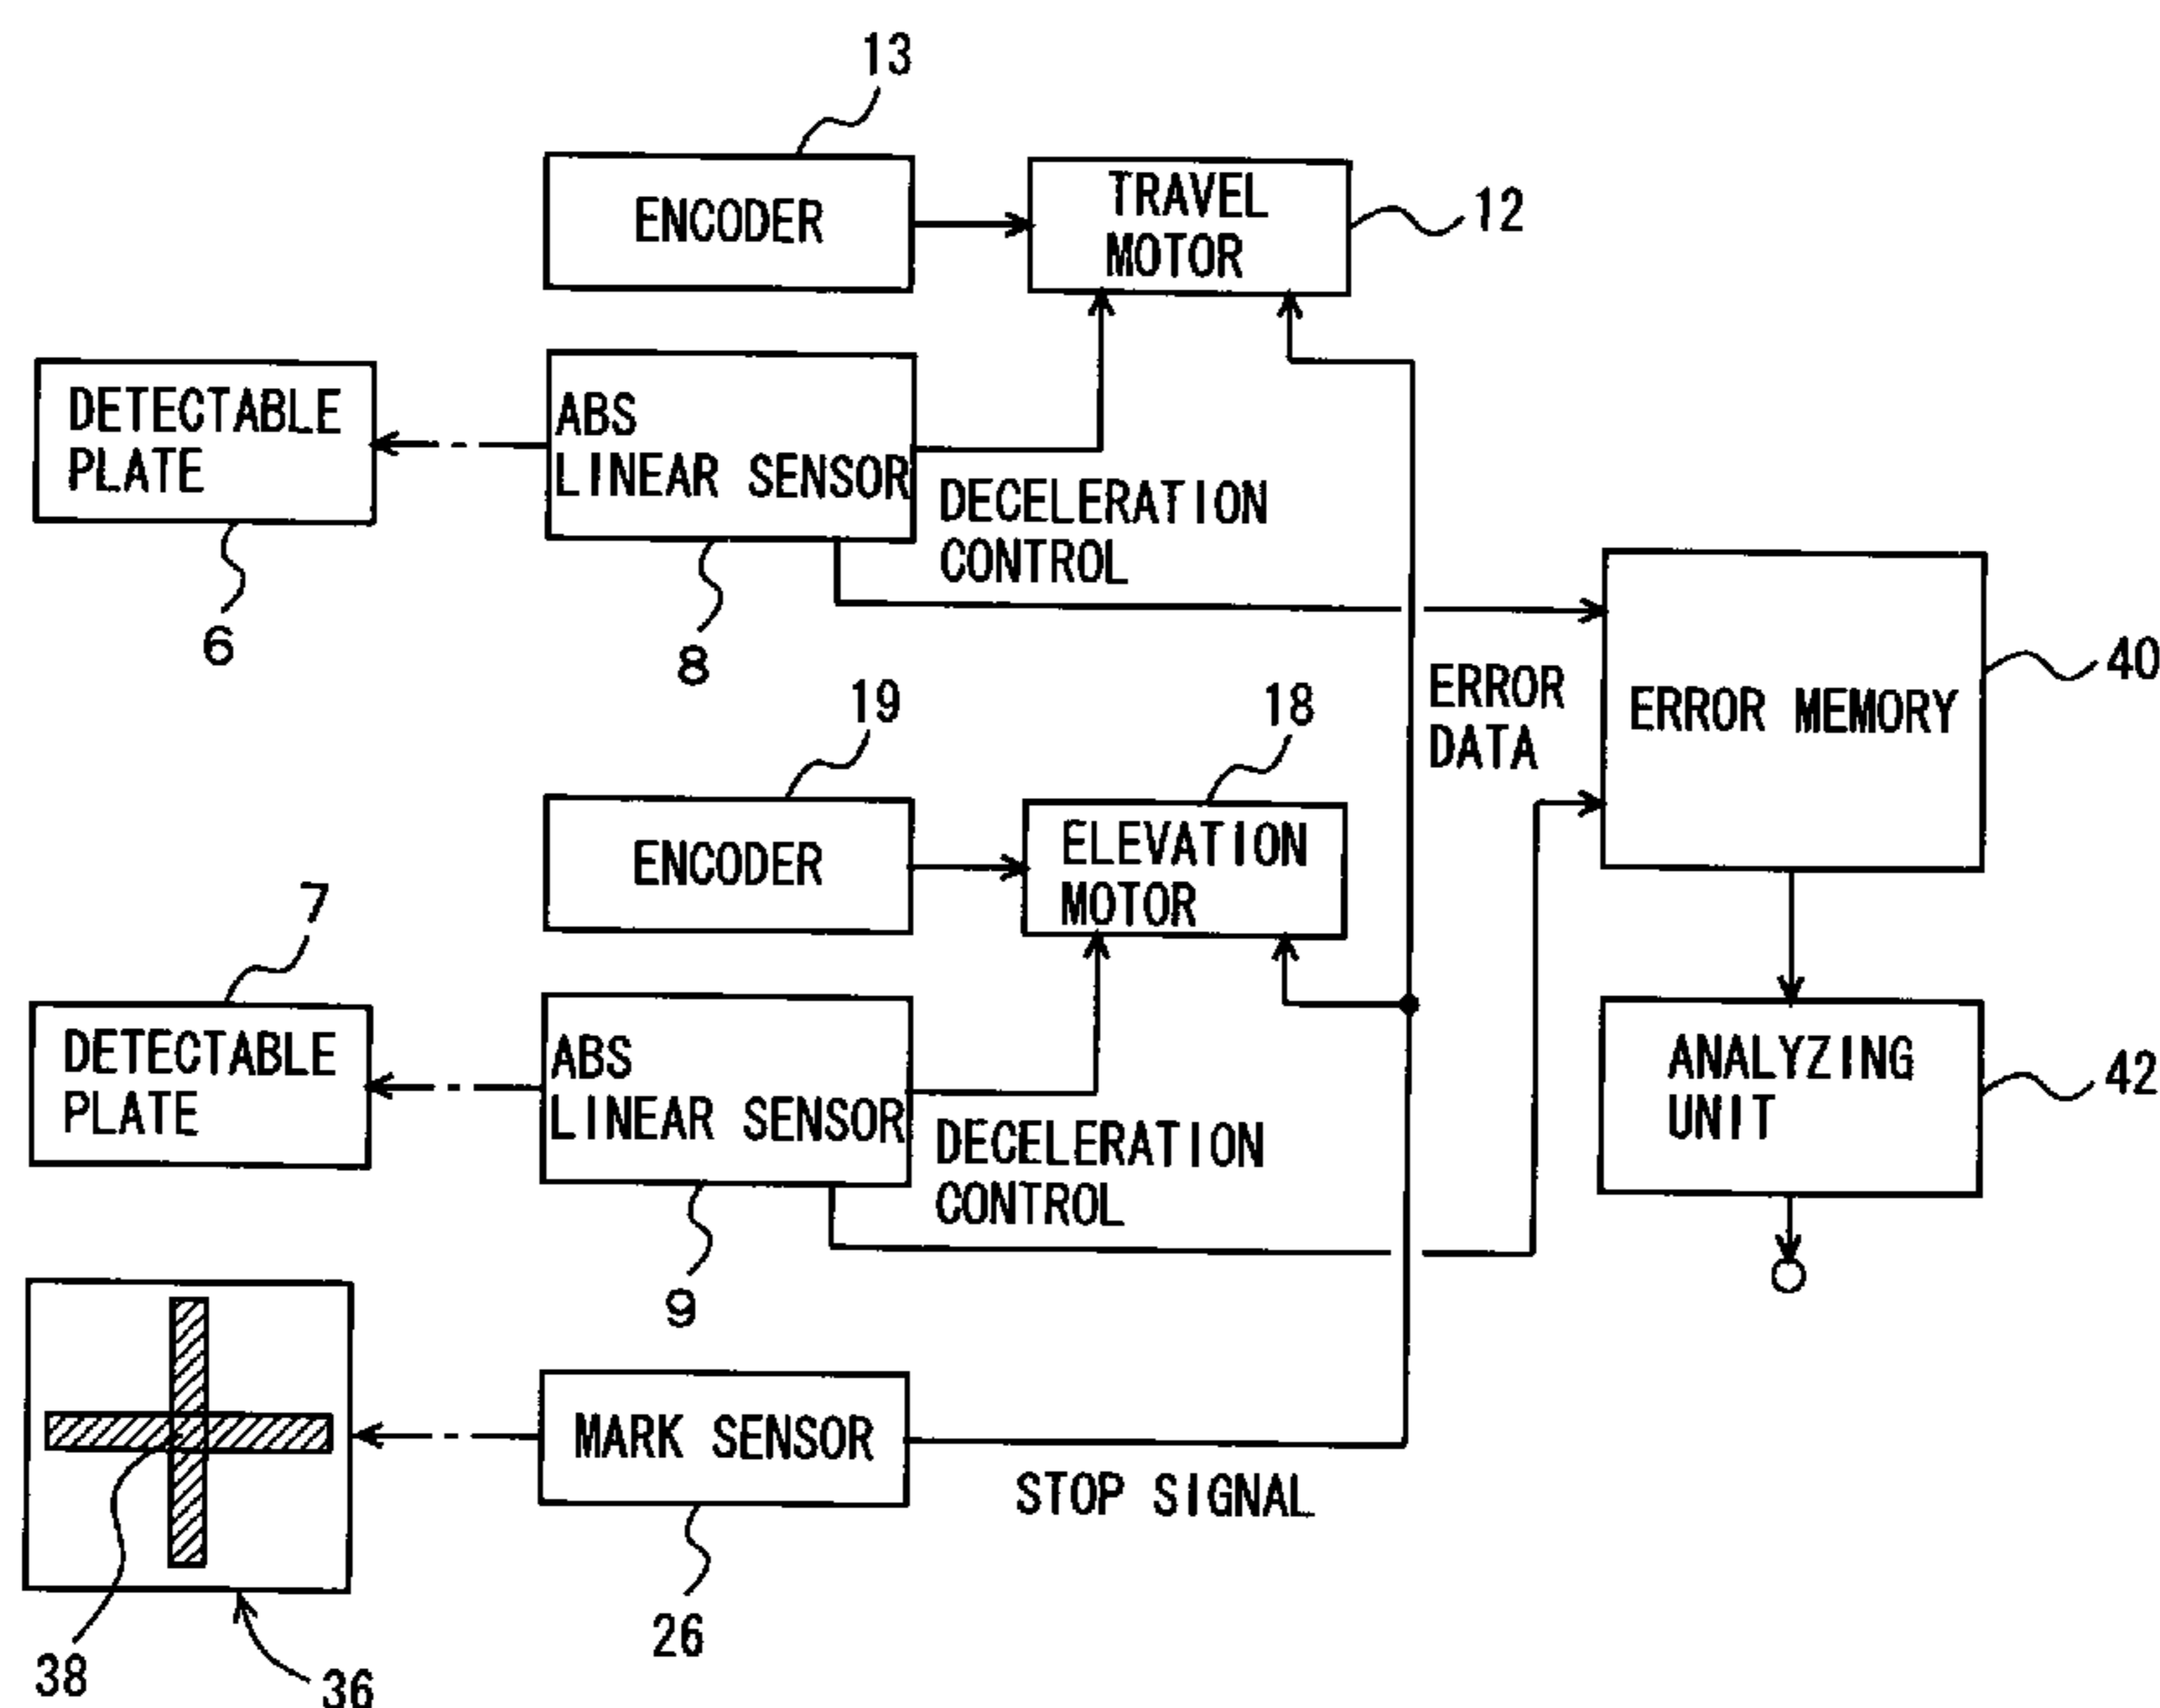 13
ENCODER
TRAVEL
MOTOR
12
DETECTABLE
PLATE
6
ABS
LINEAR SENSOR
8
DECELERATION
CONTROL
ERROR
DATA
ERROR MEMORY
40
19
ENCODER
18
ELEVATION
MOTOR
7
DETECTABLE
PLATE
ABS
LINEAR SENSOR
9
DECELERATION
CONTROL
ANALYZING
UNIT
42
MARK SENSOR
26
STOP SIGNAL
38
36